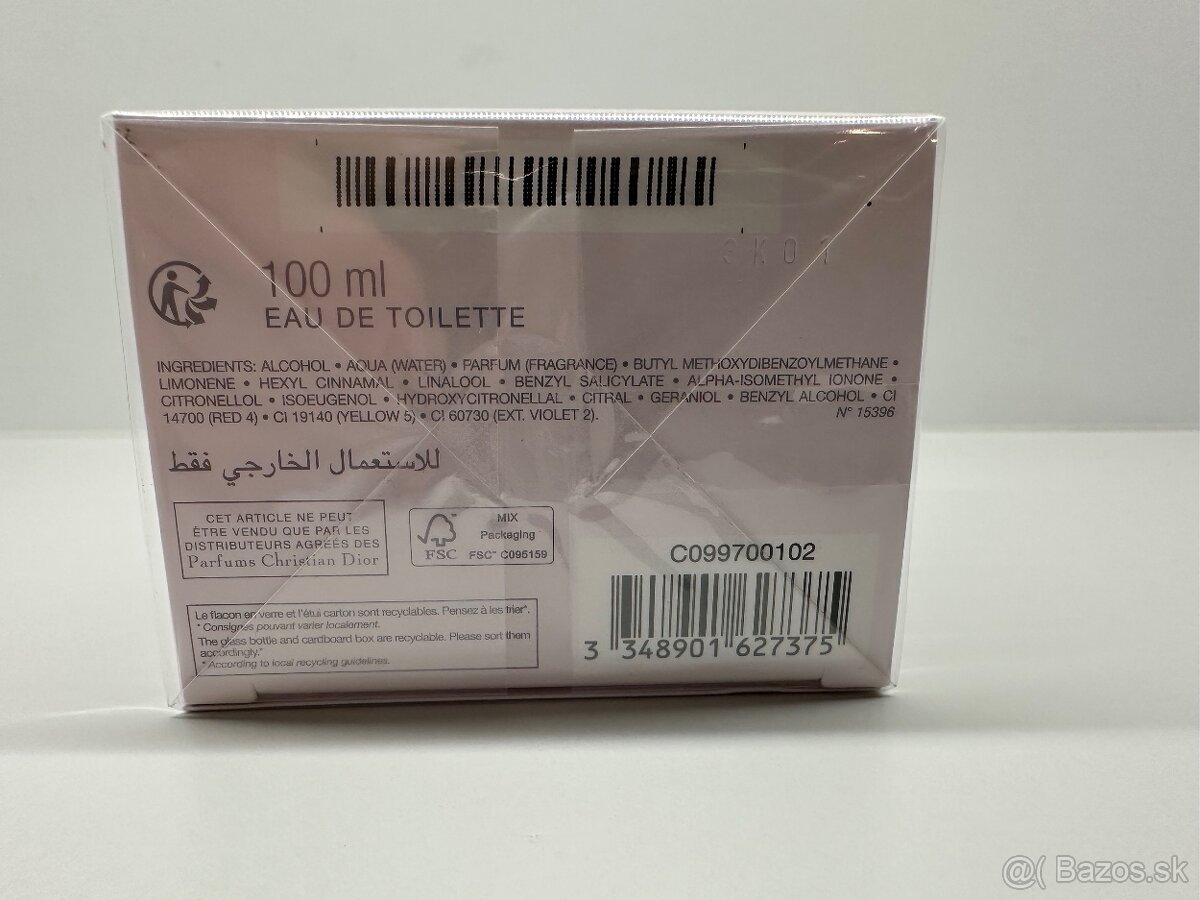 3K01
100 ml
EAU DE TOILETTE
INGREDIENTS: ALCOHOL • AQUA (WATER) • PARFUM (FRAGRANCE) • BUTYL METHOXYDIBENZOYLMETHANE •
LIMONENE • HEXYL CINNAMAL • LINALOOL • BENZYL SALICYLATE • ALPHA-ISOMETHYL IONONE •
CITRONELLOL • ISOEUGENOL • HYDROXYCITRONELLAL • CITRAL • GERANIOL • BENZYL ALCOHOL • CI
14700 (RED 4) • CI 19140 (YELLOW 5) • CI 60730 (EXT. VIOLET 2). N° 15396
للاستعمال الخارجي فقط
CET ARTICLE NE PEUT
ÊTRE VENDU QUE PAR LES
DISTRIBUTEURS AGRÉÉS DES
Parfums Christian Dior
FSC™
MIX
Packaging
FSC™ C095159
C099700102
3 348901 627375
Le flacon en verre et l'étui carton sont recyclables. Pensez à les trier*.
* Consignes pouvant varier localement.
The glass bottle and cardboard box are recyclable. Please sort them
accordingly.*
* According to local recycling guidelines.
@( Bazos.sk